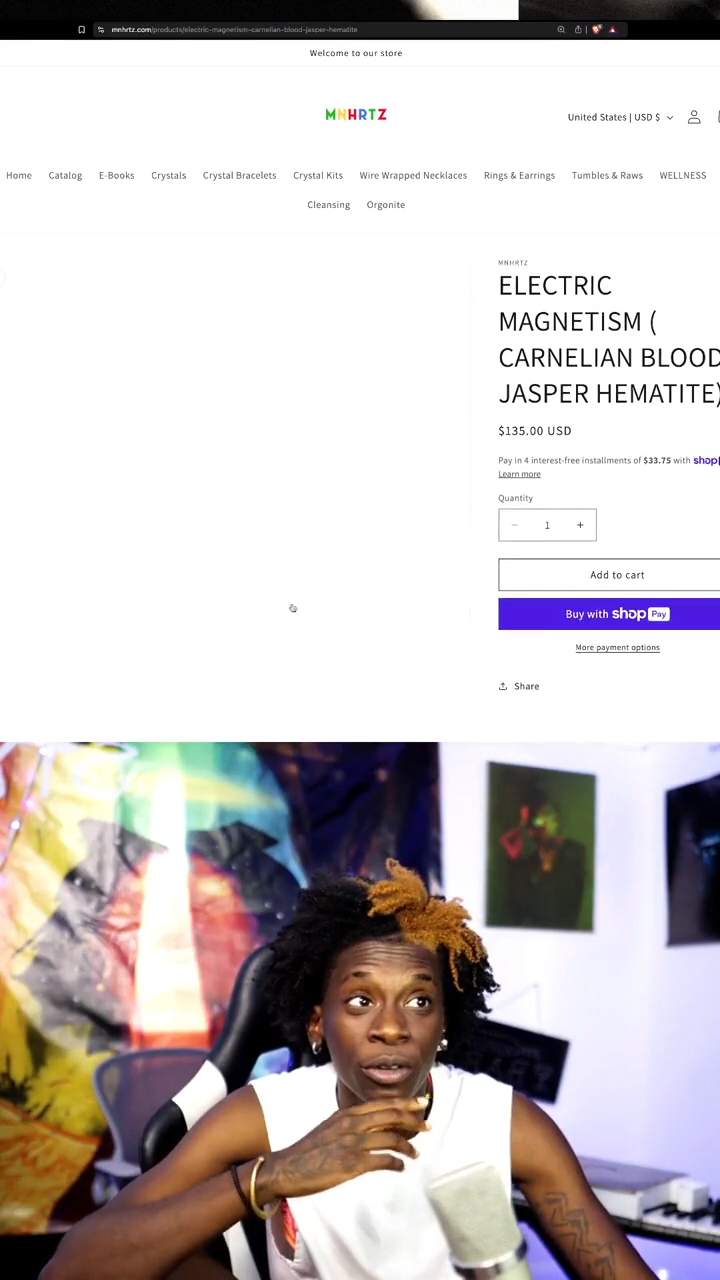 mnhrtz.com/products/electric-magnetism-carnelian-blood-jasper-hematite
Welcome to our store
MNHRTZ
United States | USD $
Home Catalog E-Books Crystals Crystal Bracelets Crystal Kits Wire Wrapped Necklaces Rings & Earrings Tumbles & Raws WELLNESS
Cleansing Orgonite
MNHRTZ
ELECTRIC
MAGNETISM (
CARNELIAN BLOOD
JASPER HEMATITE)
$135.00 USD
Pay in 4 interest-free installments of $33.75 with shop
Learn more
Quantity
− 1 +
Add to cart
Buy with shop Pay
More payment options
Share